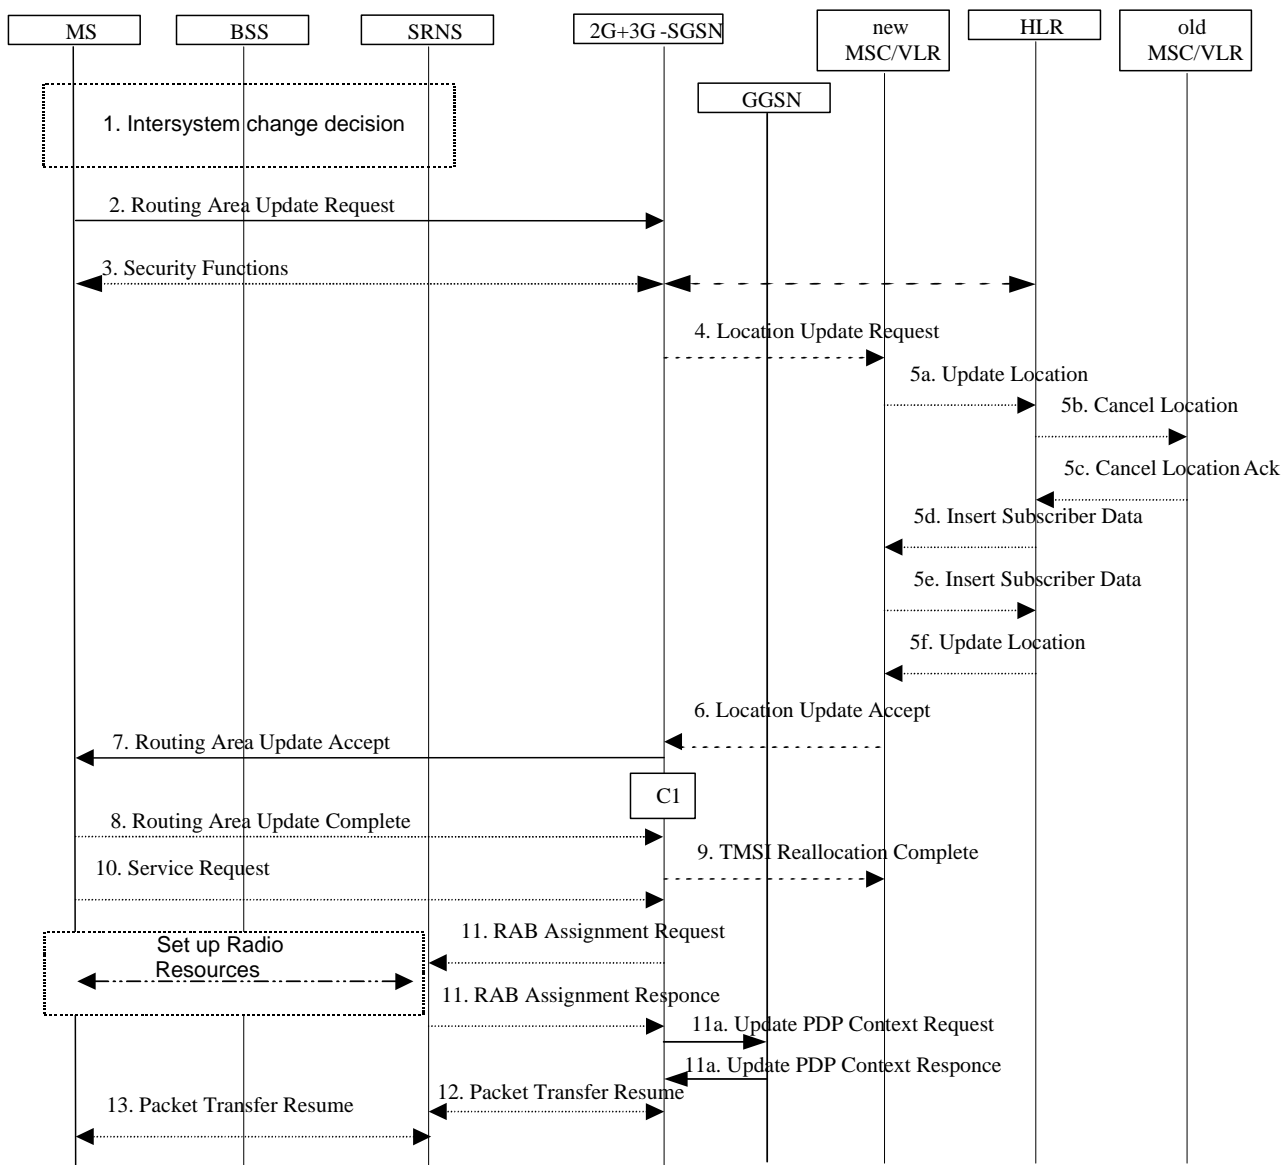 MS
BSS
SRNS
2G+3G -SGSN
new
MSC/VLR
HLR
old
MSC/VLR
GGSN
1. Intersystem change decision
2. Routing Area Update Request
3. Security Functions
4. Location Update Request
5a. Update Location
5b. Cancel Location
5c. Cancel Location Ack
5d. Insert Subscriber Data
5e. Insert Subscriber Data
5f. Update Location
6. Location Update Accept
7. Routing Area Update Accept
C1
8. Routing Area Update Complete
9. TMSI Reallocation Complete
10. Service Request
11. RAB Assignment Request
Set up Radio
Resources
11. RAB Assignment Responce
11a. Update PDP Context Request
11a. Update PDP Context Responce
12. Packet Transfer Resume
13. Packet Transfer Resume